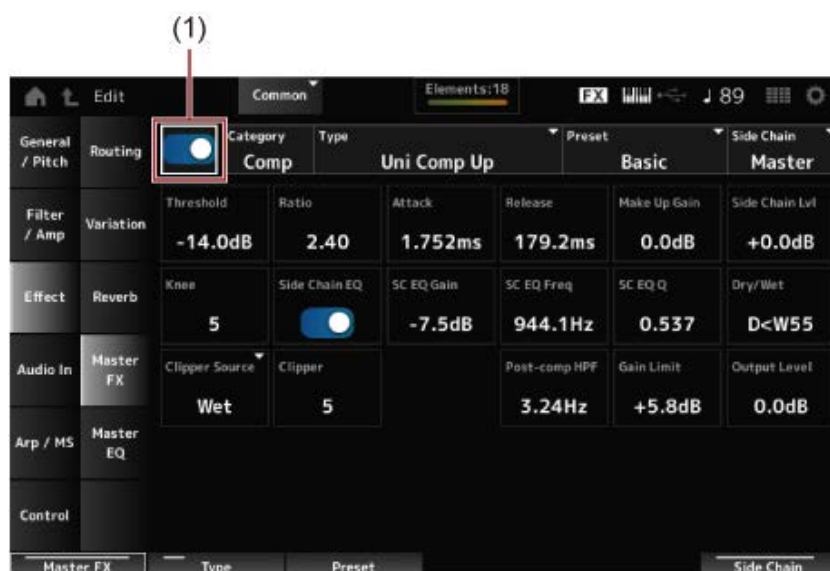 (1)
Edit
Common
Elements:18
FX
89
General / Pitch
Routing
Category
Comp
Type
Uni Comp Up
Preset
Basic
Side Chain
Master
Filter / Amp
Variation
Threshold
-14.0dB
Ratio
2.40
Attack
1.752ms
Release
179.2ms
Make Up Gain
0.0dB
Side Chain Lvl
+0.0dB
Effect
Reverb
Knee
5
Side Chain EQ
SC EQ Gain
-7.5dB
SC EQ Freq
944.1Hz
SC EQ Q
0.537
Dry/Wet
D<W55
Audio In
Master FX
Clipper Source
Wet
Clipper
5
Post-comp HPF
3.24Hz
Gain Limit
+5.8dB
Output Level
0.0dB
Arp / MS
Master EQ
Control
Master FX
Type
Preset
Side Chain